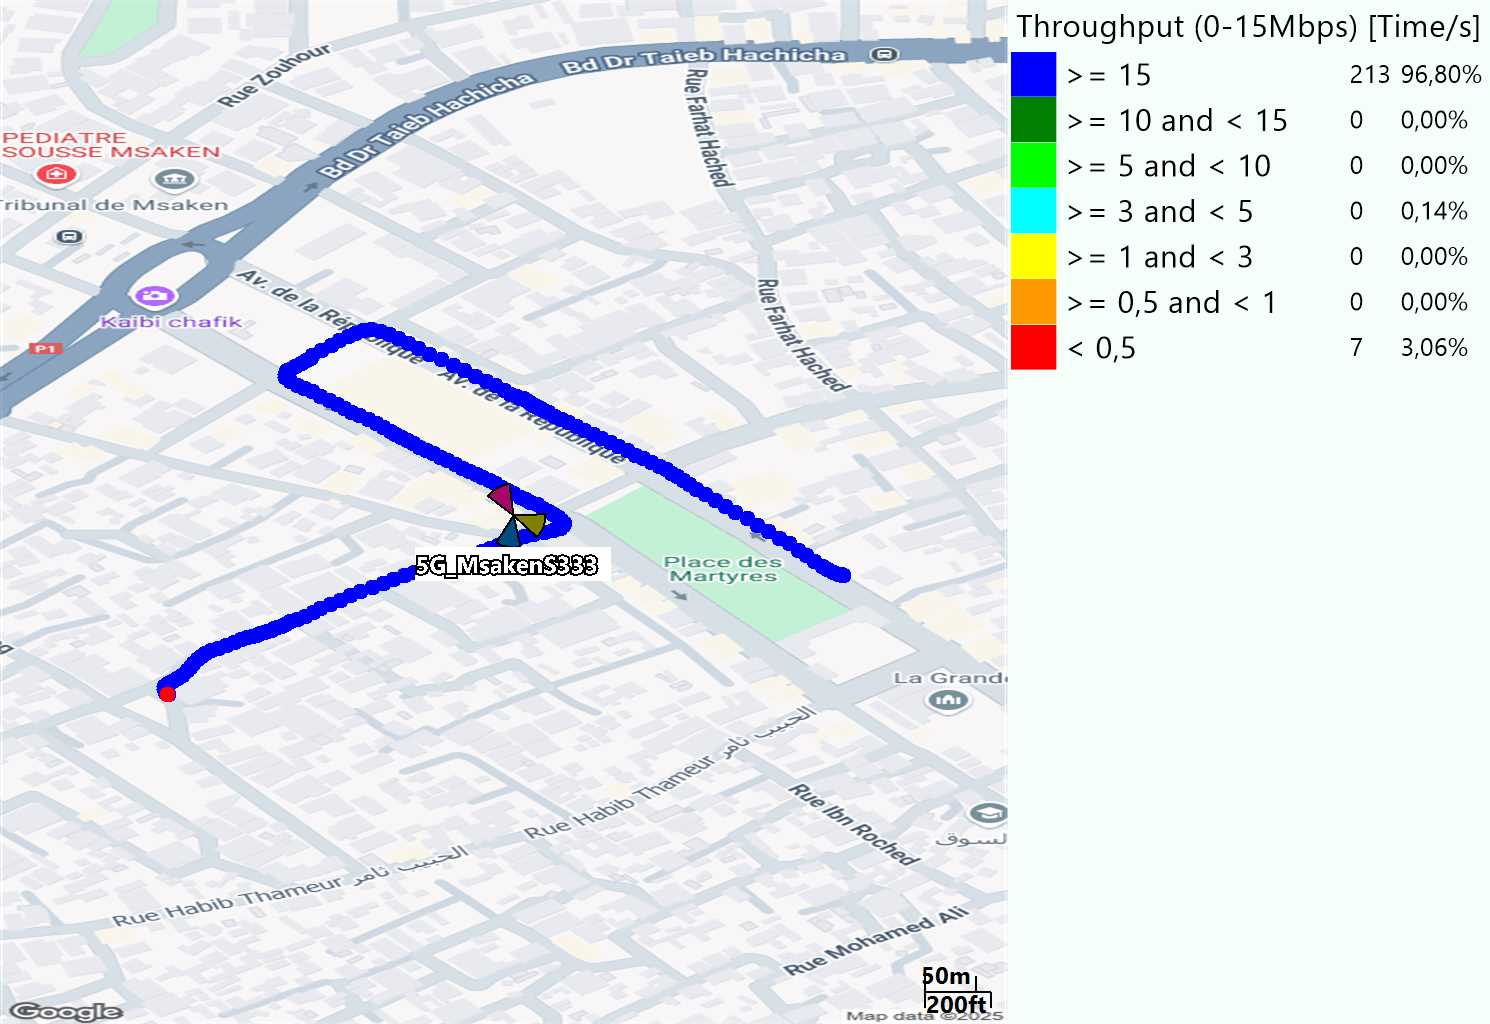 Throughput (0-15Mbps) [Time/s]
>= 15 213 96,80%
>= 10 and < 15 0 0,00%
>= 5 and < 10 0 0,00%
>= 3 and < 5 0 0,14%
>= 1 and < 3 0 0,00%
>= 0,5 and < 1 0 0,00%
< 0,5 7 3,06%
Rue Zouhour
Bd Dr Taieb Hachicha
Bd Dr Taieb Hachicha
Rue Farhat Hached
PEDIATRE
SOUSSE MSAKEN
Tribunal de Msaken
Av. de la République
Kaibi chafik
P1
Rue Farhat Hached
Av. de la République
5G_MsakenS333
Place des
Martyres
La Grande
الحبيب ثامر Rue Habib Thameur
Rue Ibn Roched
السوق
Rue Habib Thameur الحبيب ثامر
Rue Mohamed Ali
50m
200ft
Google
Map data ©2025